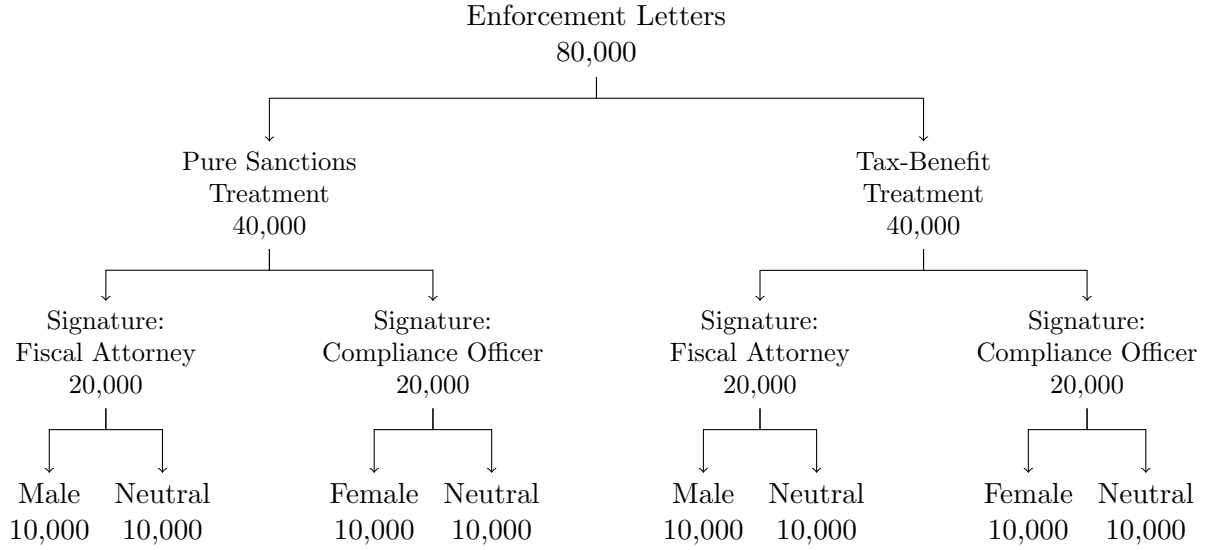 Enforcement Letters
80,000
Pure Sanctions
Treatment
40,000
Tax-Benefit
Treatment
40,000
Signature:
Fiscal Attorney
20,000
Signature:
Compliance Officer
20,000
Signature:
Fiscal Attorney
20,000
Signature:
Compliance Officer
20,000
Male
10,000
Neutral
10,000
Female
10,000
Neutral
10,000
Male
10,000
Neutral
10,000
Female
10,000
Neutral
10,000